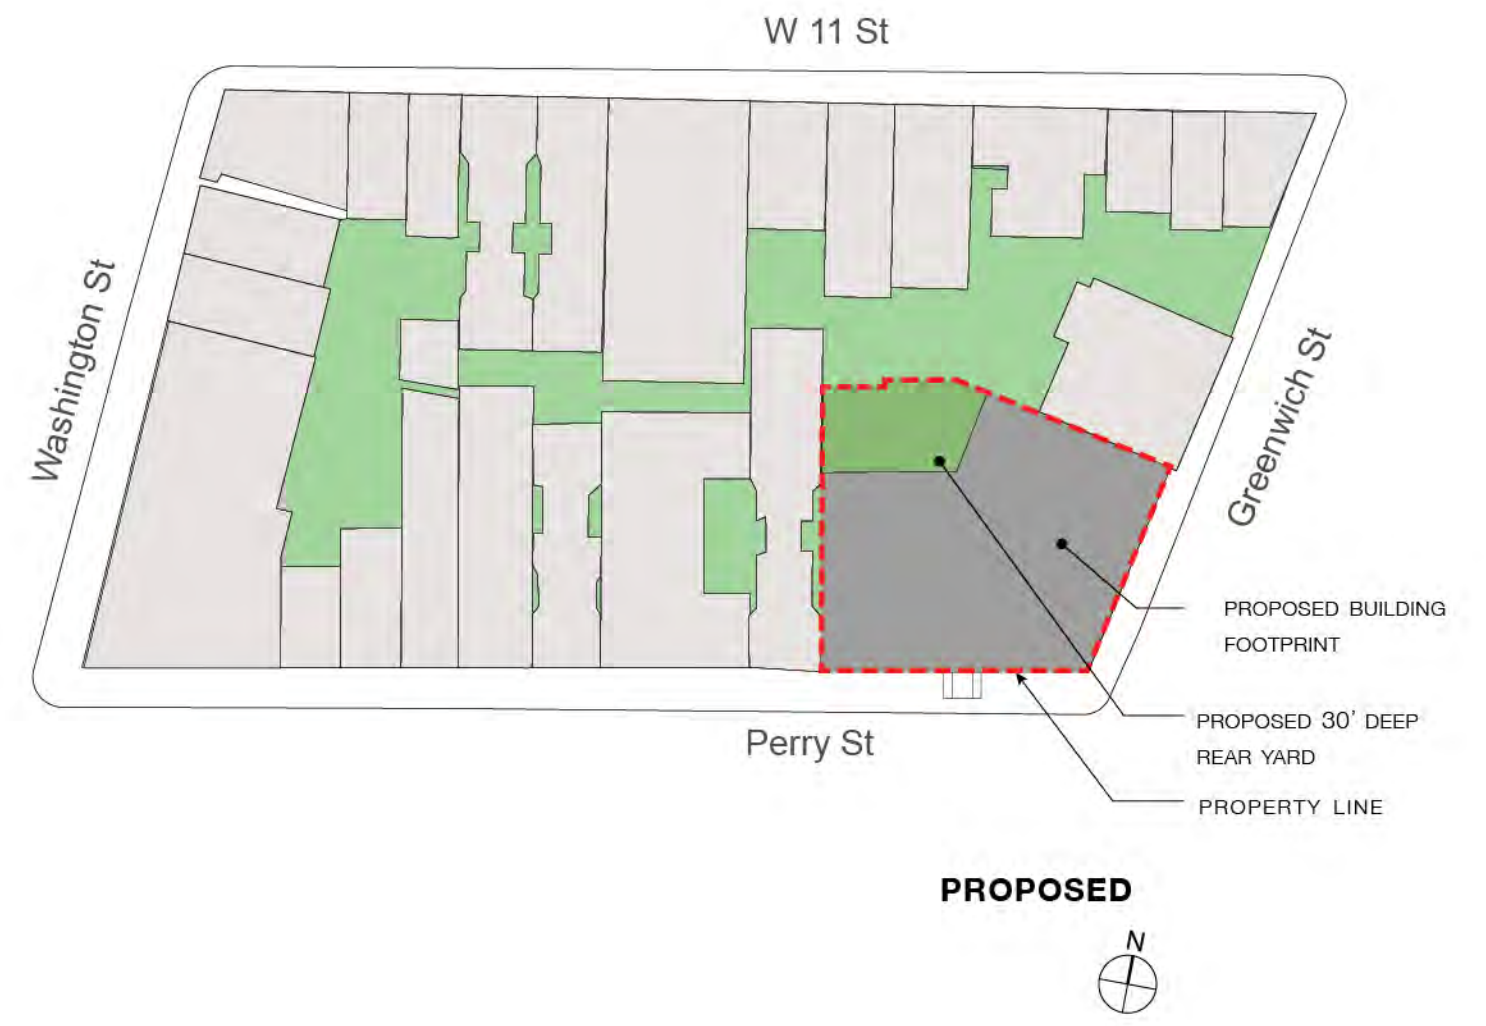 W 11 St
Washington St
Greenwich St
PROPOSED BUILDING
FOOTPRINT
PROPOSED 30' DEEP
REAR YARD
Perry St
PROPERTY LINE
PROPOSED
N